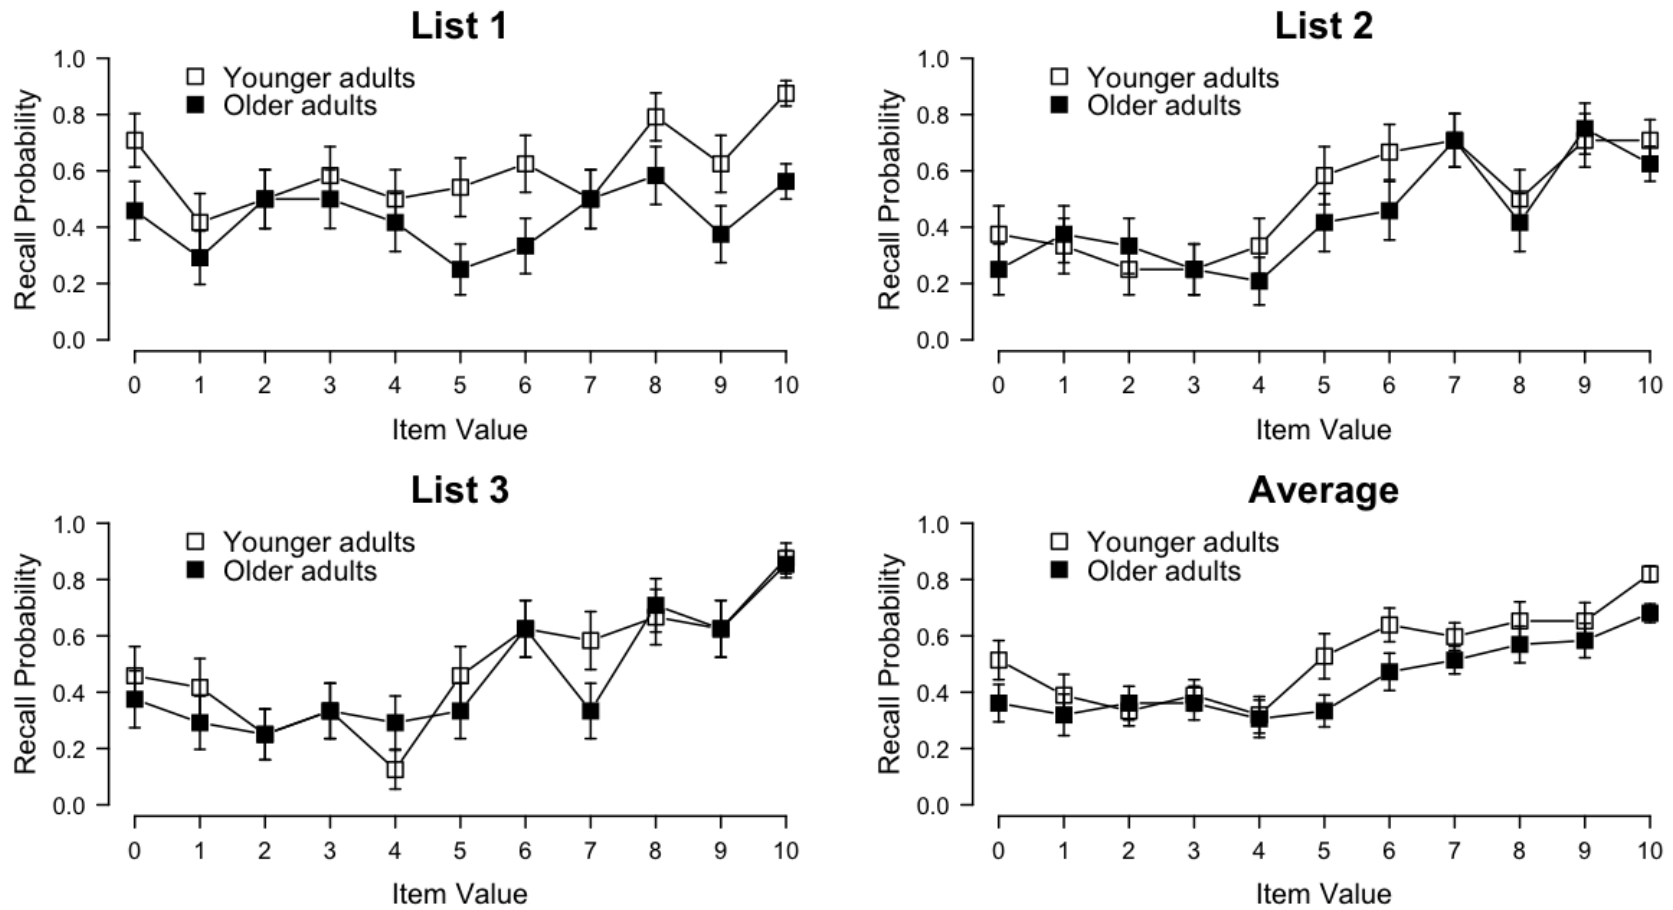 List 1
Recall Probability
1.0
0.8
0.6
0.4
0.2
0.0
Younger adults
Older adults
0 1 2 3 4 5 6 7 8 9 10
Item Value
List 2
Recall Probability
1.0
0.8
0.6
0.4
0.2
0.0
Younger adults
Older adults
0 1 2 3 4 5 6 7 8 9 10
Item Value
List 3
Recall Probability
1.0
0.8
0.6
0.4
0.2
0.0
Younger adults
Older adults
0 1 2 3 4 5 6 7 8 9 10
Item Value
Average
Recall Probability
1.0
0.8
0.6
0.4
0.2
0.0
Younger adults
Older adults
0 1 2 3 4 5 6 7 8 9 10
Item Value